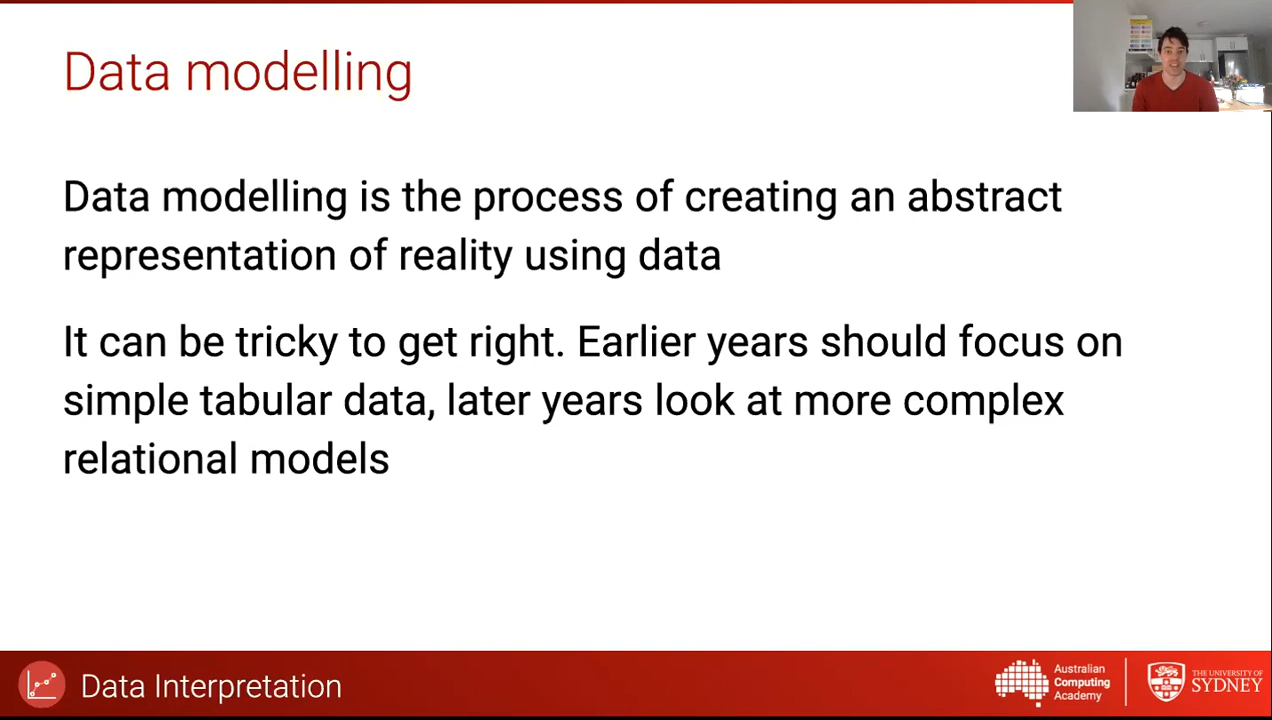 Data modelling
Data modelling is the process of creating an abstract
representation of reality using data
It can be tricky to get right. Earlier years should focus on
simple tabular data, later years look at more complex
relational models
Data Interpretation
Australian
Computing
Academy
THE UNIVERSITY OF
SYDNEY